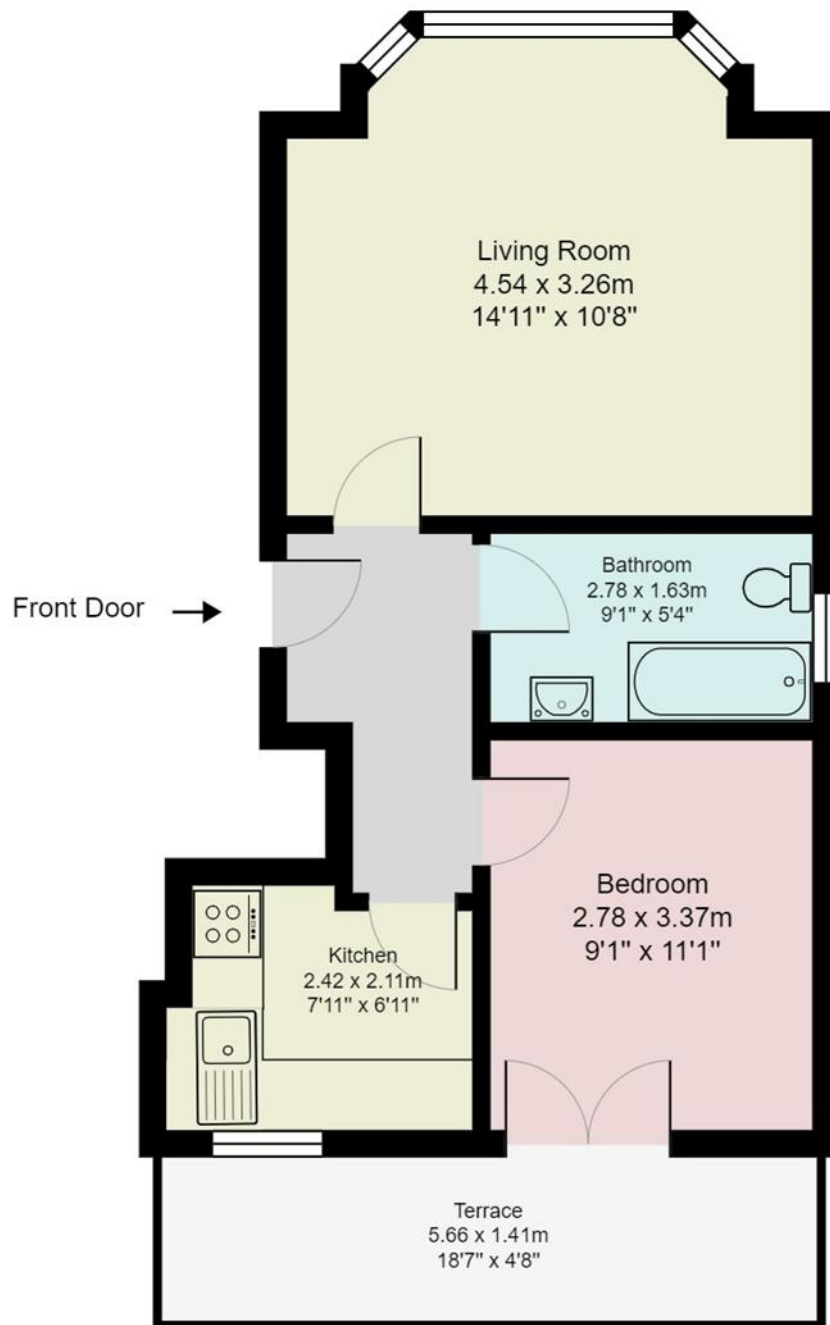 Living Room
4.54 x 3.26m
14'11" x 10'8"
Front Door
Bathroom
2.78 x 1.63m
9'1" x 5'4"
Bedroom
2.78 x 3.37m
9'1" x 11'1"
Kitchen
2.42 x 2.11m
7'11" x 6'11"
Terrace
5.66 x 1.41m
18'7" x 4'8"